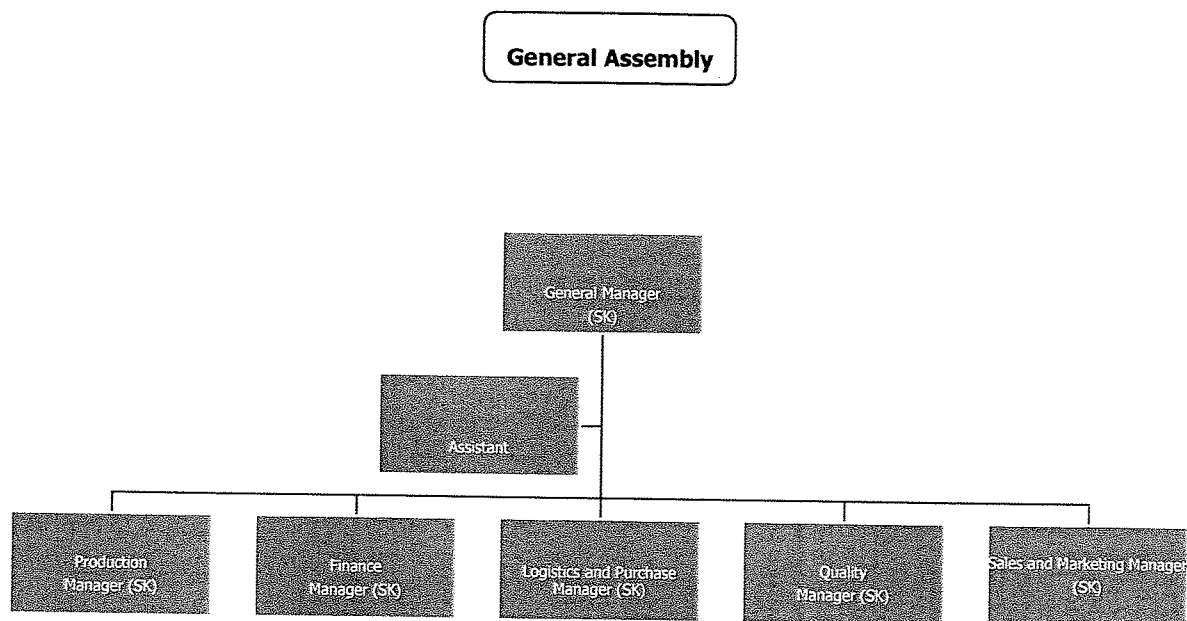 General Assembly
General Manager
(SK)
Assistant
Production
Manager (SK)
Finance
Manager (SK)
Logistics and Purchase
Manager (SK)
Quality
Manager (SK)
Sales and Marketing Manager
(SK)